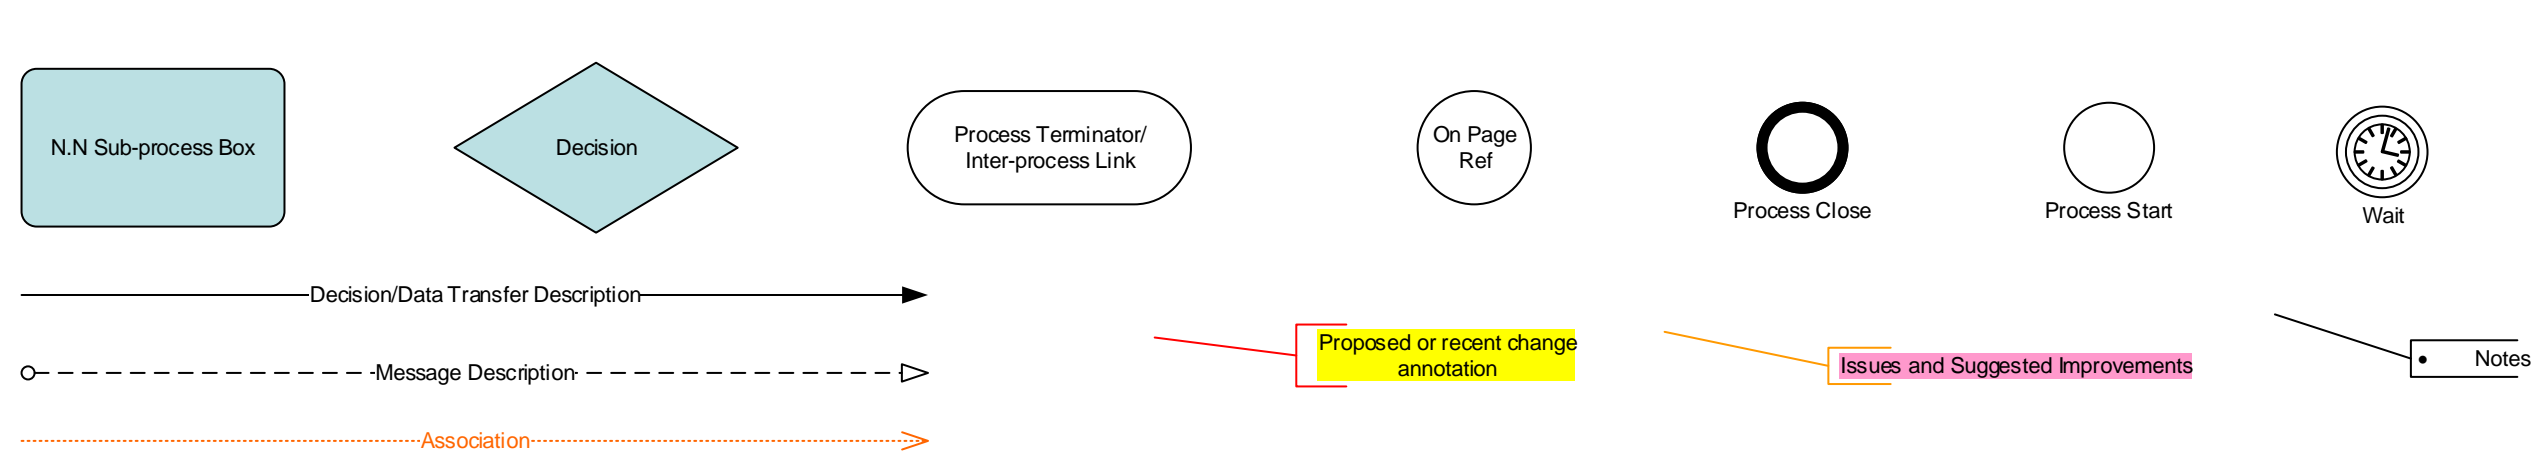 N.N Sub-process Box
Decision
Process Terminator/
Inter-process Link
On Page
Ref
Process Close
Process Start
Wait
Decision/Data Transfer Description
Message Description
Association
Proposed or recent change
annotation
Issues and Suggested Improvements
• Notes